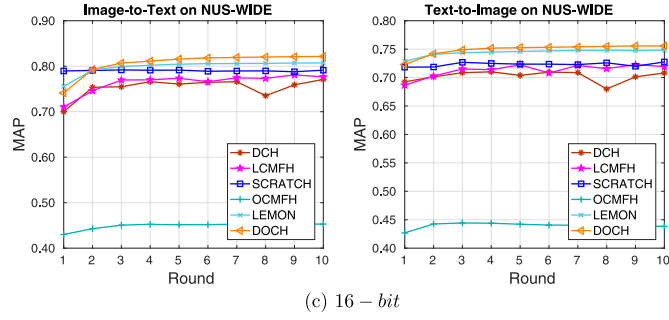 Image-to-Text on NUS-WIDE
0.90
0.80
0.70
0.60
0.50
0.40
MAP
1 2 3 4 5 6 7 8 9 10
Round
DCH
LCMFH
SCRATCH
OCMFH
LEMON
DOCH
Text-to-Image on NUS-WIDE
0.80
0.75
0.70
0.65
0.60
0.55
0.50
0.45
0.40
MAP
1 2 3 4 5 6 7 8 9 10
Round
DCH
LCMFH
SCRATCH
OCMFH
LEMON
DOCH
(c) 16 − bit